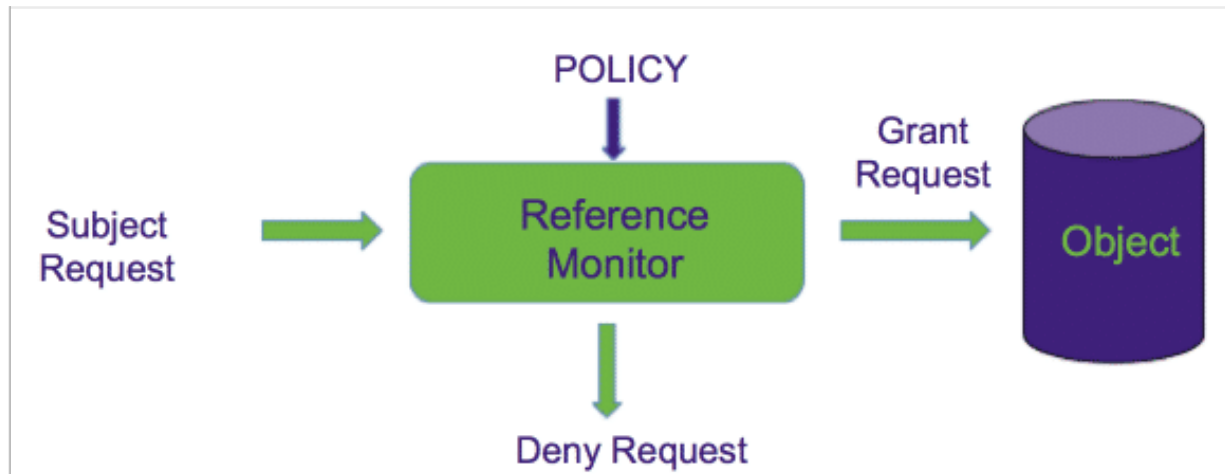 POLICY
Grant
Request
Subject
Request
Reference
Monitor
Object
Deny Request